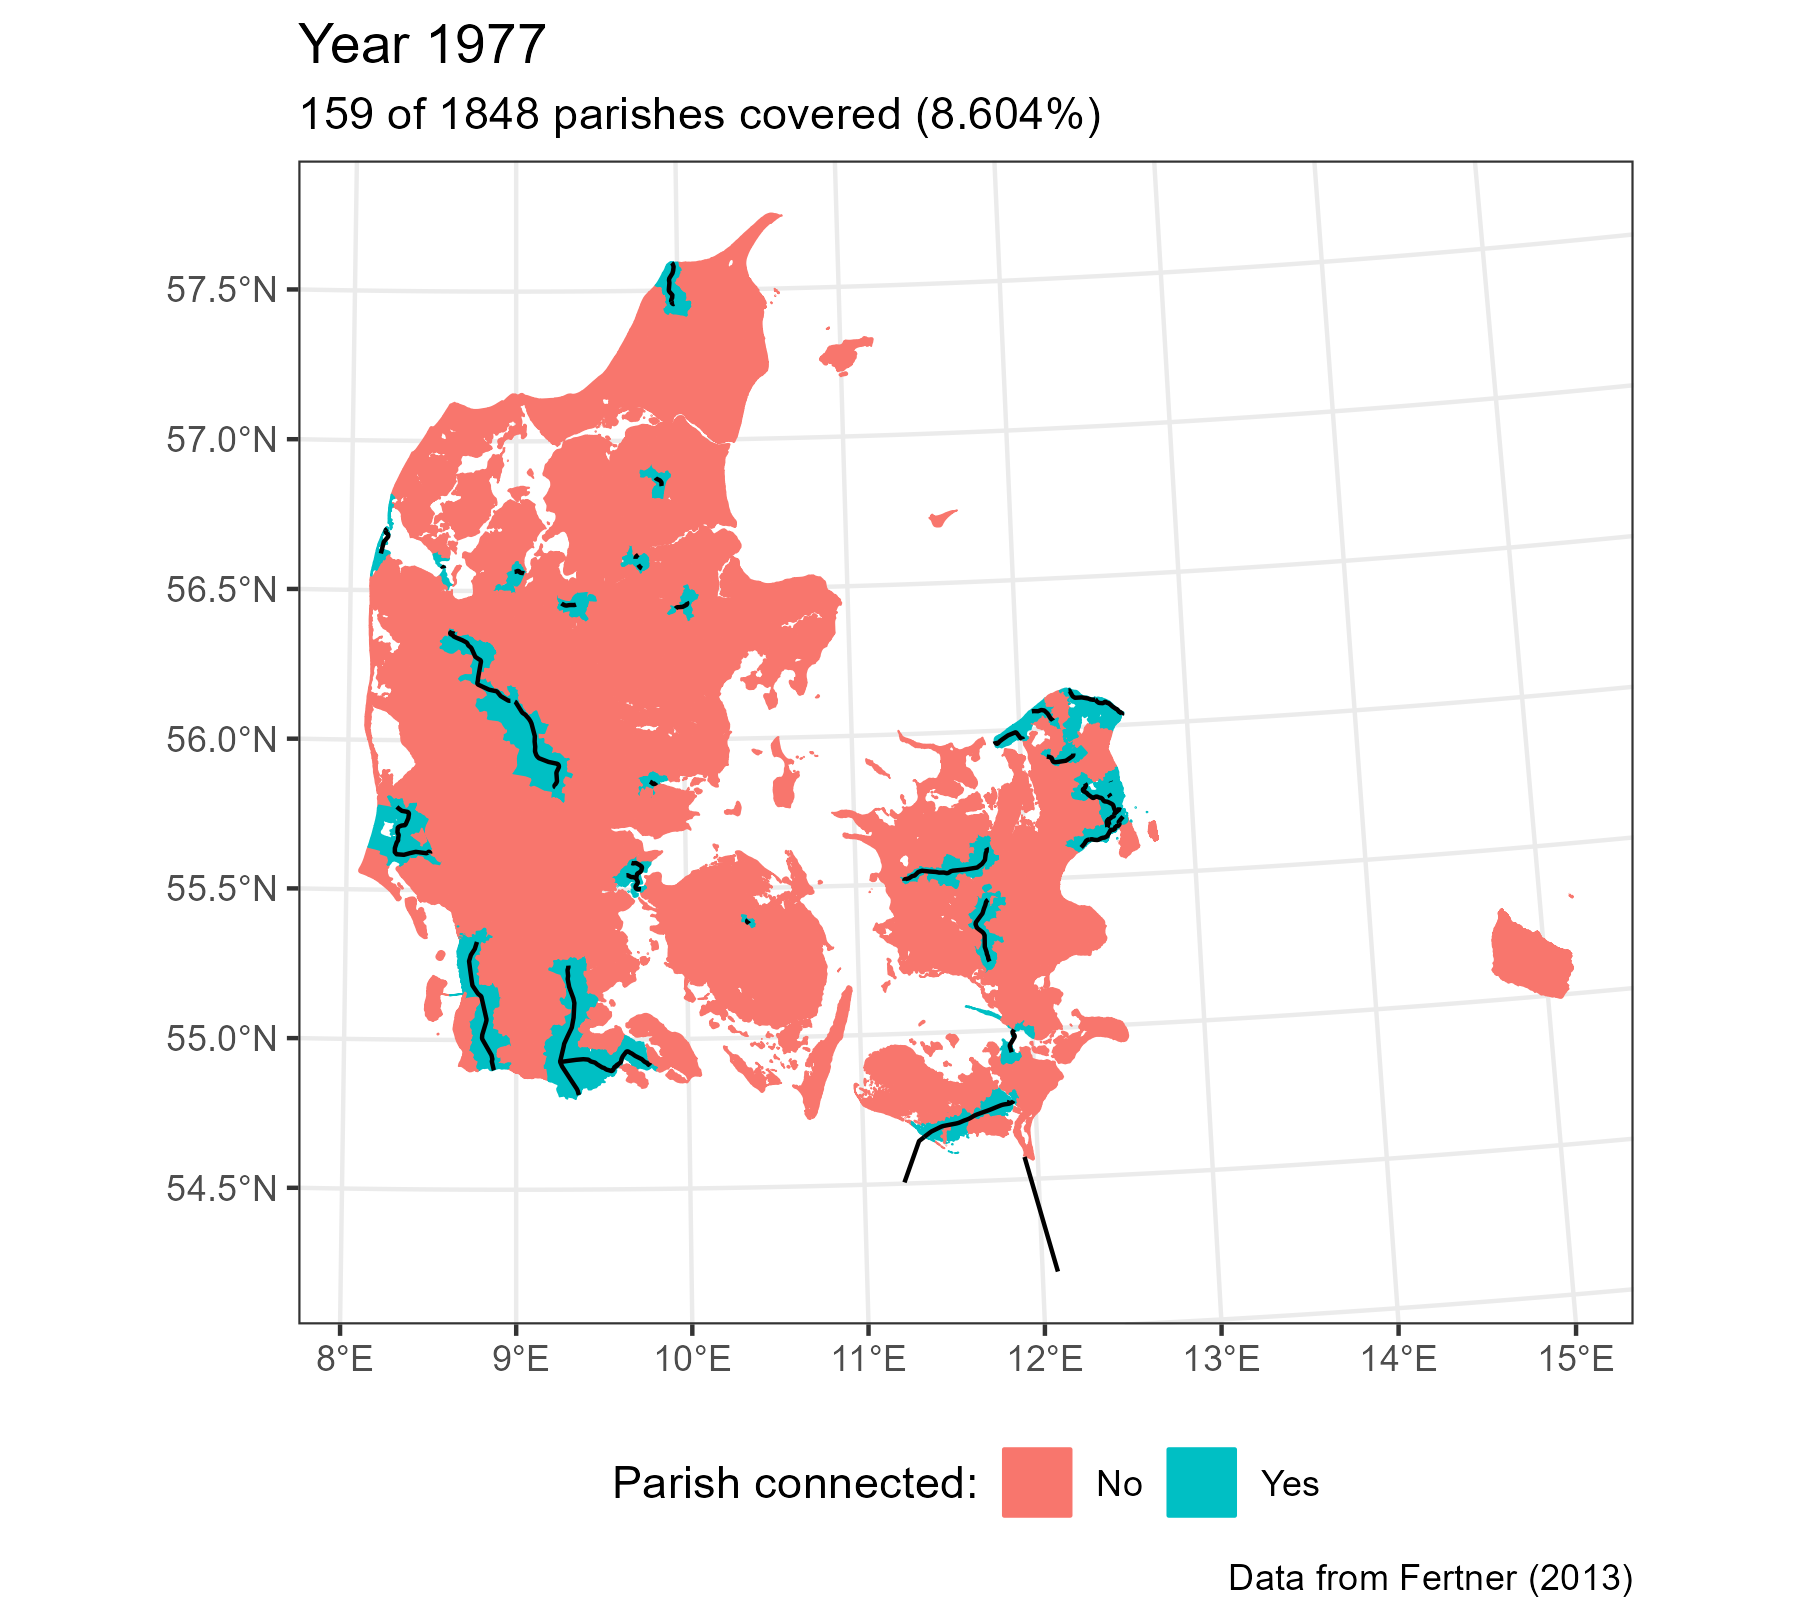 Year 1977
159 of 1848 parishes covered (8.604%)
57.5°N
57.0°N
56.5°N
56.0°N
55.5°N
55.0°N
54.5°N
8°E 9°E 10°E 11°E 12°E 13°E 14°E 15°E
Parish connected: No Yes
Data from Fertner (2013)